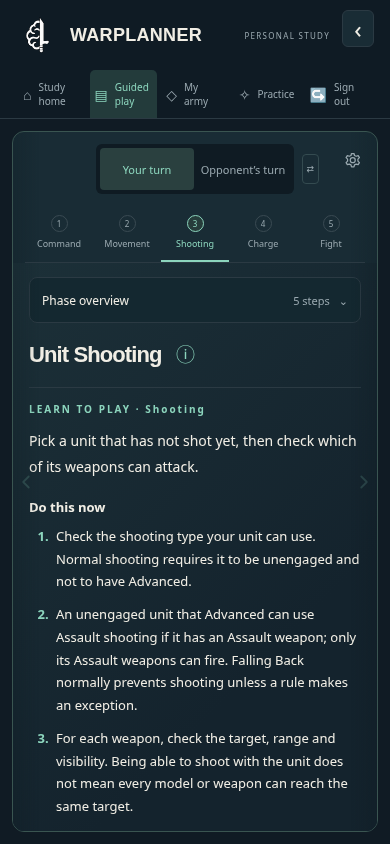 WARPLANNER
PERSONAL STUDY
Study home
Guided play
My army
Practice
Sign out
Your turn
Opponent's turn
1
2
3
4
5
Command
Movement
Shooting
Charge
Fight
Phase overview
5 steps
Unit Shooting
LEARN TO PLAY · Shooting
Pick a unit that has not shot yet, then check which
of its weapons can attack.
Do this now
1. Check the shooting type your unit can use.
Normal shooting requires it to be unengaged and
not to have Advanced.
2. An unengaged unit that Advanced can use
Assault shooting if it has an Assault weapon; only
its Assault weapons can fire. Falling Back
normally prevents shooting unless a rule makes
an exception.
3. For each weapon, check the target, range and
visibility. Being able to shoot with the unit does
not mean every model or weapon can reach the
same target.